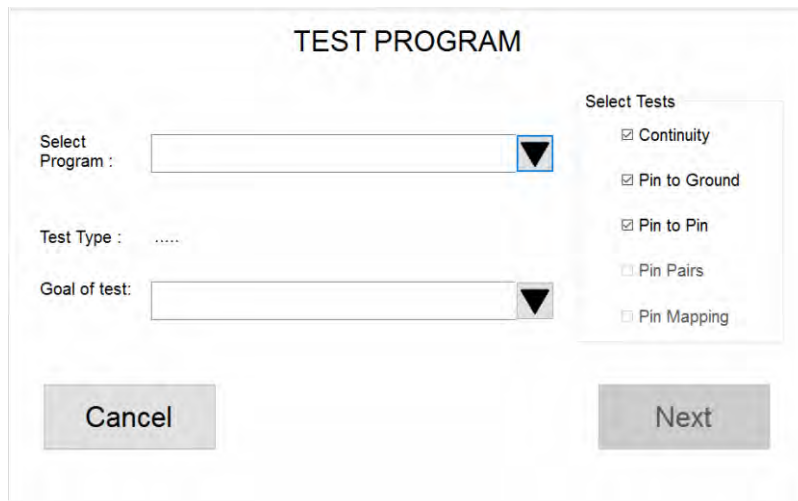 TEST PROGRAM
Select Tests
Select
Program :
Continuity
Pin to Ground
Pin to Pin
Test Type :
.....
Goal of test:
Pin Pairs
Pin Mapping
Cancel
Next